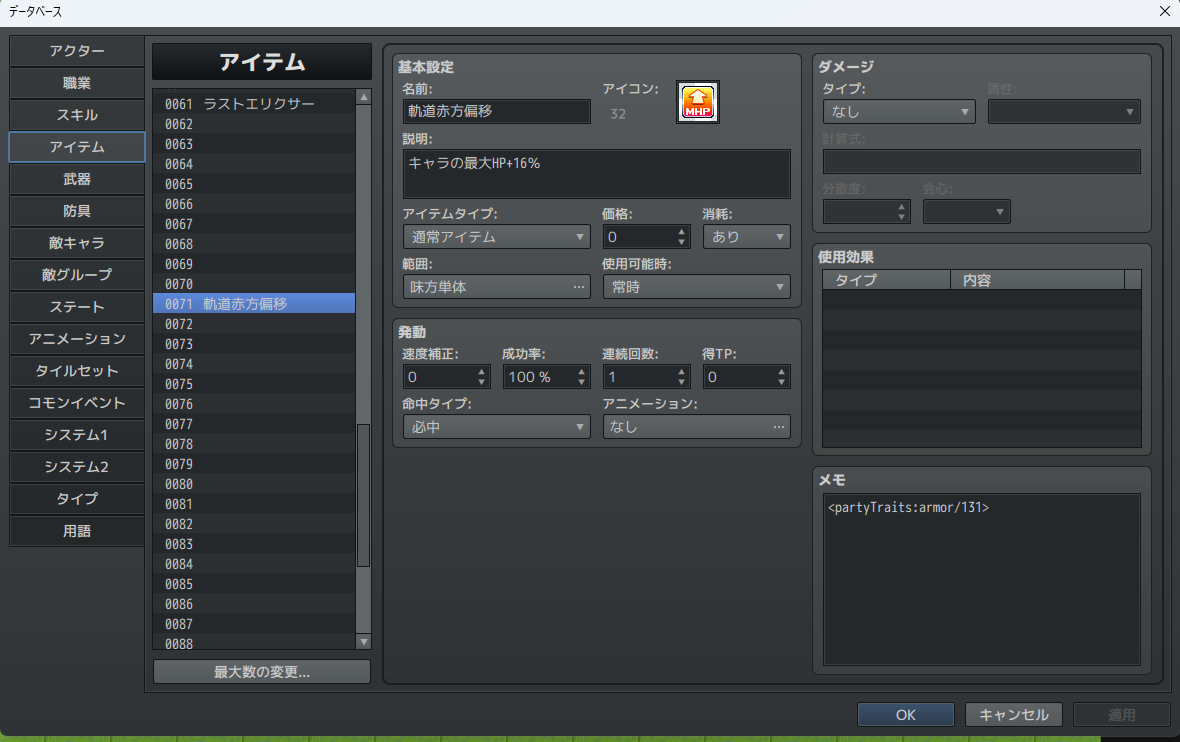 データベース
アクター
職業
スキル
アイテム
武器
防具
敵キャラ
敵グループ
ステート
アニメーション
タイルセット
コモンイベント
システム1
システム2
タイプ
用語
アイテム
0061 ラストエリクサー
0062
0063
0064
0065
0066
0067
0068
0069
0070
0071 軌道赤方偏移
0072
0073
0074
0075
0076
0077
0078
0079
0080
0081
0082
0083
0084
0085
0086
0087
0088
最大数の変更...
基本設定
名前: アイコン:
軌道赤方偏移 32 MHP
説明:
キャラの最大HP+16%
アイテムタイプ: 価格: 消耗:
通常アイテム 0 あり
範囲: 使用可能時:
味方単体 ... 常時
発動
速度補正: 成功率: 連続回数: 得TP:
0 100 % 1 0
命中タイプ: アニメーション:
必中 なし ...
ダメージ
タイプ: 属性:
なし
計算式:
分散度: 会心:
使用効果
タイプ 内容
メモ
<partyTraits:armor/131>
OK キャンセル 適用